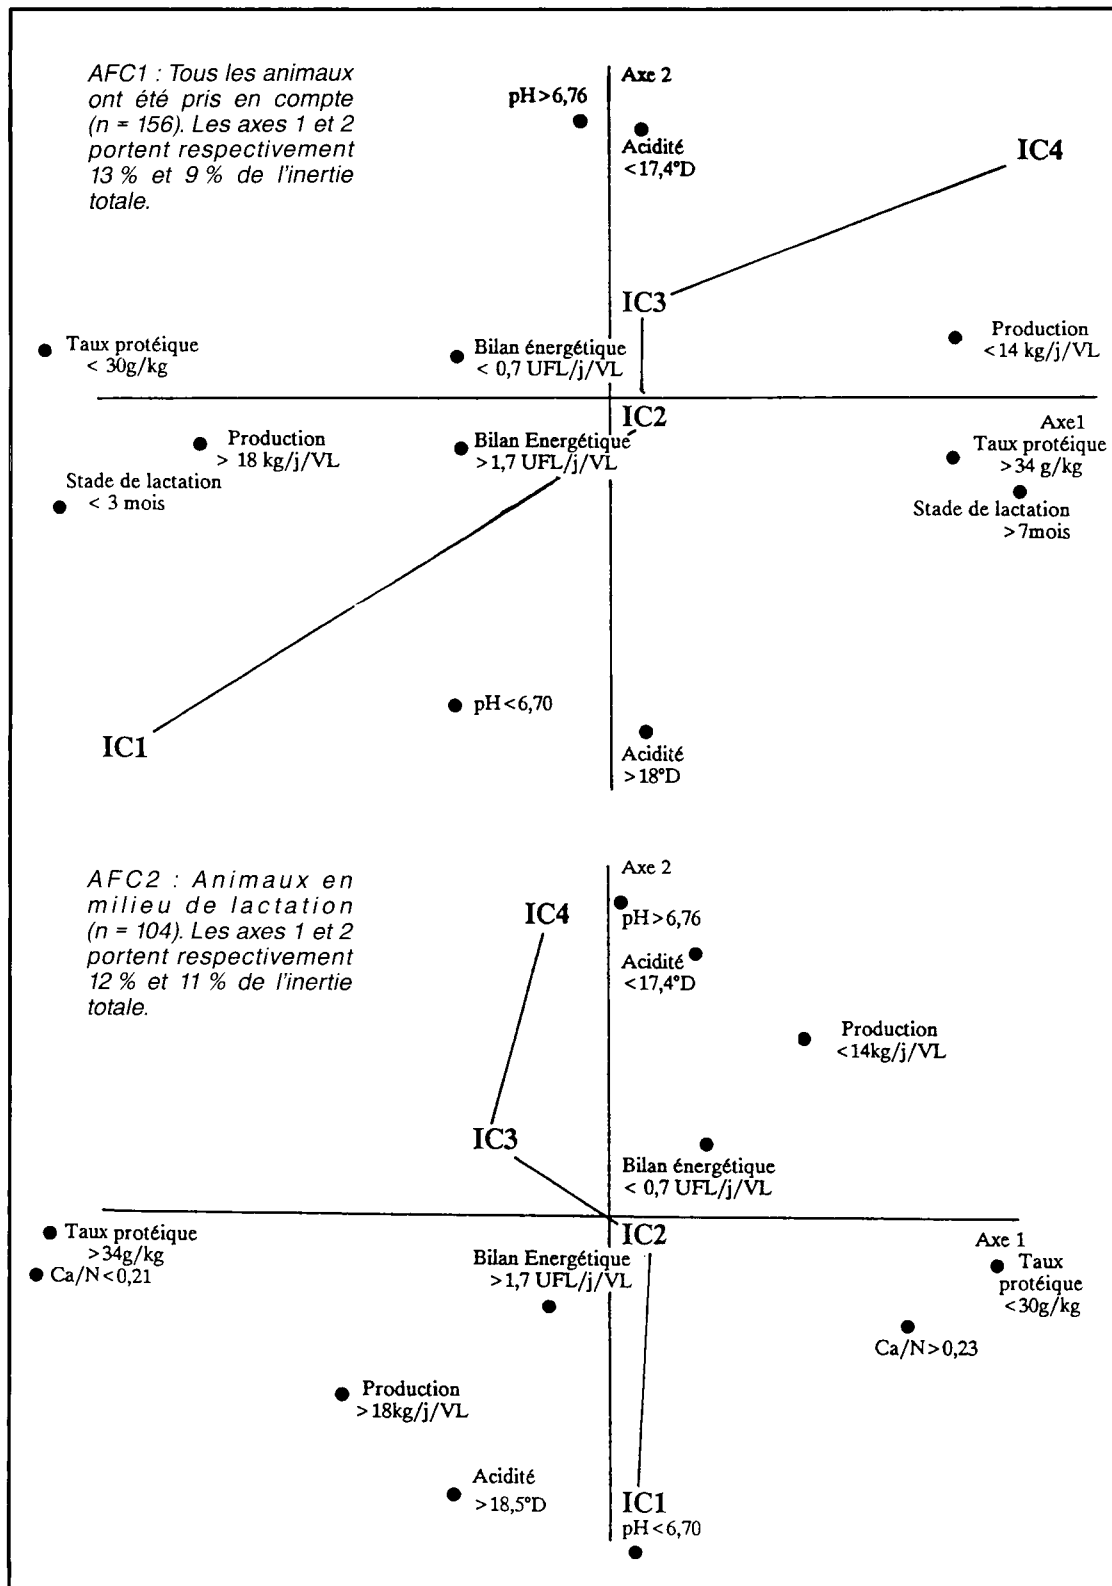 AFC1 : Tous les animaux
ont été pris en compte
(n = 156). Les axes 1 et 2
portent respectivement
13 % et 9 % de l'inertie
totale.
Axe 2
pH>6,76
Acidité
<17,4°D
IC4
IC3
Production
<14 kg/j/VL
Taux protéique
< 30g/kg
Bilan énergétique
< 0,7 UFL/j/VL
IC2
Axe1
Production
> 18 kg/j/VL
Bilan Energétique
>1,7 UFL/j/VL
Taux protéique
>34 g/kg
Stade de lactation
< 3 mois
Stade de lactation
>7mois
pH<6,70
IC1
Acidité
>18°D
AFC2 : Animaux en
milieu de lactation
(n = 104). Les axes 1 et 2
portent respectivement
12 % et 11 % de l'inertie
totale.
Axe 2
IC4
pH>6,76
Acidité
<17,4°D
Production
<14kg/j/VL
IC3
Bilan énergétique
< 0,7 UFL/j/VL
Taux protéique
>34g/kg
IC2
Axe 1
Ca/N<0,21
Bilan Energétique
>1,7 UFL/j/VL
Taux
protéique
<30g/kg
Ca/N>0,23
Production
>18kg/j/VL
Acidité
>18,5°D
IC1
pH<6,70